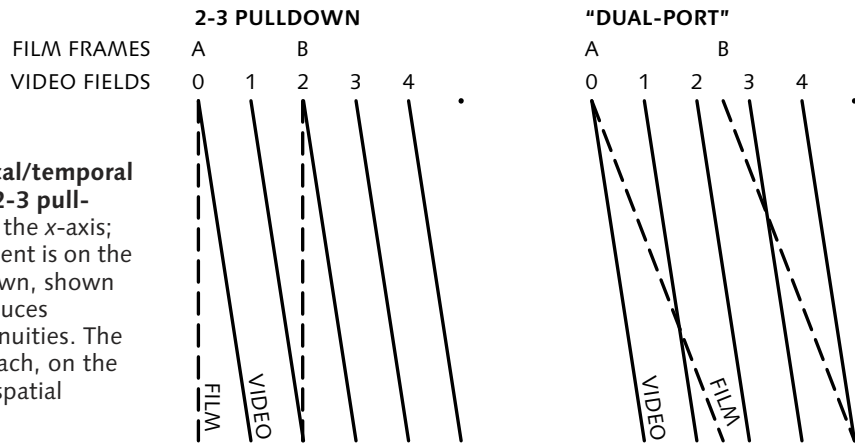 2-3 PULLDOWN “DUAL-PORT”
FILM FRAMES A B A B
VIDEO FIELDS 0 1 2 3 4 0 1 2 3 4
cal/temporal
2-3 pull-
the x-axis;
ent is on the
wn, shown
uces
nuities. The
ach, on the
spatial
FILM
VIDEO
VIDEO
FILM